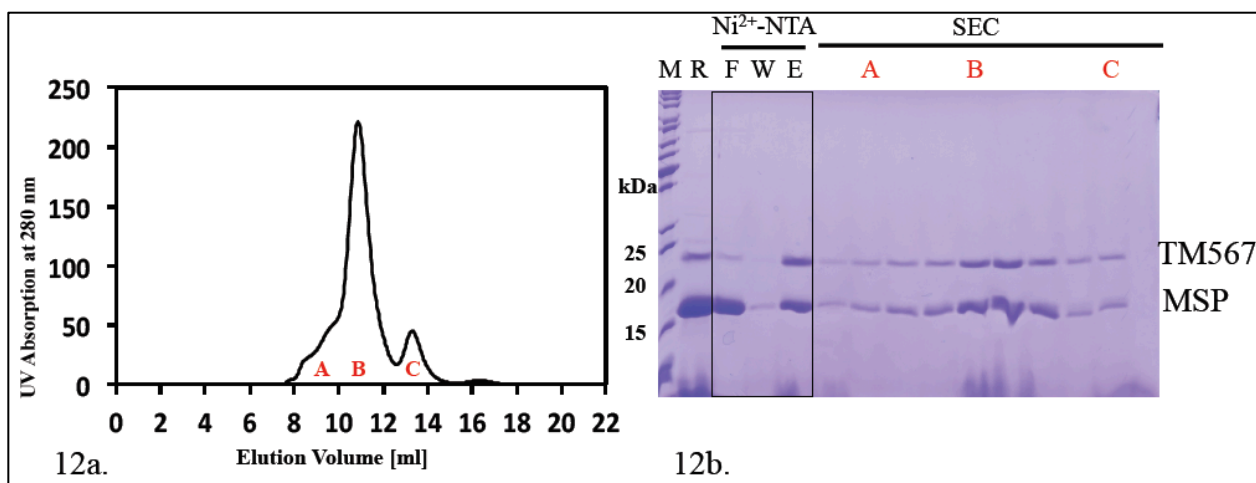 250
200
150
100
50
0
UV Absorption at 280 nm
A B C
0 2 4 6 8 10 12 14 16 18 20 22
Elution Volume [ml]
12a.
Ni²⁺-NTA SEC
M R F W E A B C
kDa
25
20
15
TM567
MSP
12b.